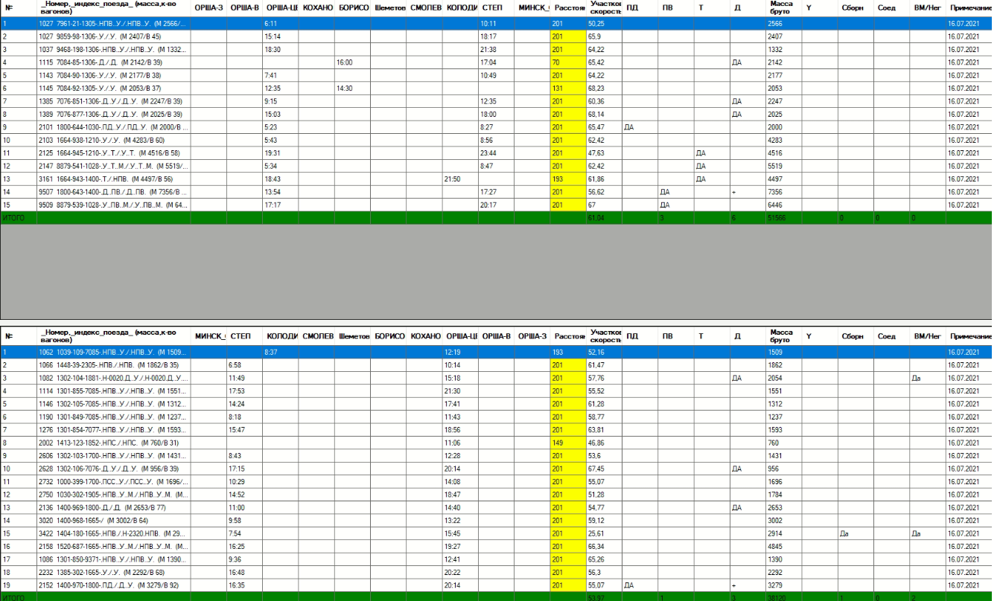 № _Номер,_индекс_поезда_ (масса,к-во вагонов) ОРША-З ОРША-В ОРША-ЦЕ КОХАНО БОРИСО Шеметов СМОЛЕВ КОЛОДИ СТЕП МИНСК_( Расстоян Участков скорость ПД ПВ Т Д Масса брутто Y Сборн Соед ВМ/Нег Примечание
1 1027 7961-21-1305-.НПВ..У./.НПВ..У. (М 2566/... 6:11 10:11 201 50,25 2566 16.07.2021
2 1027 9859-98-1306-.У./.У. (М 2407/В 45) 15:14 18:17 201 65,9 2407 16.07.2021
3 1037 9468-198-1306-.НПВ..У./.НПВ..У. (М 1332... 18:30 21:38 201 64,22 1332 16.07.2021
4 1115 7084-85-1306-.Д./.Д. (М 2142/В 39) 16:00 17:04 70 65,42 ДА 2142 16.07.2021
5 1143 7084-90-1306-.У./.У. (М 2177/В 38) 7:41 10:49 201 64,22 2177 16.07.2021
6 1145 7084-92-1305-.У./.У. (М 2053/В 37) 12:35 14:30 131 68,23 2053 16.07.2021
7 1385 7076-851-1306-.Д..У./.Д..У. (М 2247/В 39) 9:15 12:35 201 60,36 ДА 2247 16.07.2021
8 1389 7076-877-1306-.Д..У./.Д..У. (М 2025/В 39) 15:03 18:00 201 68,14 ДА 2025 16.07.2021
9 2101 1800-644-1030-.ПД..У./.ПД..У. (М 2000/В ... 5:23 8:27 201 65,47 ДА 2000 16.07.2021
10 2103 1664-938-1210-.У./.У. (М 4283/В 60) 5:43 8:56 201 62,42 4283 16.07.2021
11 2125 1664-945-1210-.У..Т./.У..Т. (М 4516/В 58) 19:31 23:44 201 47,63 ДА 4516 16.07.2021
12 2147 8879-541-1028-.У..Т..М./.У..Т..М. (М 5519/... 5:34 8:47 201 62,42 ДА 5519 16.07.2021
13 3161 1664-943-1400-.Т./.НПВ. (М 4497/В 56) 18:43 21:50 193 61,86 ДА 4497 16.07.2021
14 9507 1800-643-1400-.Д..ПВ./.Д..ПВ. (М 7356/В ... 13:54 17:27 201 56,62 ДА + 7356 16.07.2021
15 9509 8879-539-1028-.У..ПВ..М./.У..ПВ..М. (М 64... 17:17 20:17 201 67 ДА 6446 16.07.2021
ИТОГО 61,04 3 6 51566 0 0 0
№ _Номер,_индекс_поезда_ (масса,к-во вагонов) МИНСК_( СТЕП КОЛОДИ СМОЛЕВ Шеметов БОРИСО КОХАНО ОРША-ЦЕ ОРША-В ОРША-З Расстоян Участков скорость ПД ПВ Т Д Масса брутто Y Сборн Соед ВМ/Нег Примечание
1 1062 1039-109-7085-.НПВ..У./.НПВ..У. (М 1509... 8:37 12:19 193 52,16 1509 16.07.2021
2 1066 1448-39-2305-.НПВ./.НПВ. (М 1862/В 35) 6:58 10:14 201 61,47 1862 16.07.2021
3 1082 1302-104-1881-.Н-0020.Д..У./.Н-0020.Д..У.... 11:49 15:18 201 57,76 ДА 2054 Да 16.07.2021
4 1114 1301-855-7085-.НПВ..У./.НПВ..У. (М 1551... 17:53 21:30 201 55,52 1551 16.07.2021
5 1146 1302-105-7085-.НПВ..У./.НПВ..У. (М 1312... 14:24 17:41 201 61,28 1312 16.07.2021
6 1190 1301-849-7085-.НПВ..У./.НПВ..У. (М 1237... 8:18 11:43 201 58,77 1237 16.07.2021
7 1276 1301-854-7077-.НПВ..У./.НПВ..У. (М 1593... 15:47 18:56 201 63,81 1593 16.07.2021
8 2002 1413-123-1852-.НПС./.НПС. (М 760/В 31) 11:06 149 46,86 760 16.07.2021
9 2606 1302-103-1700-.НПВ..У./.НПВ..У. (М 1431... 8:43 12:28 201 53,6 1431 16.07.2021
10 2628 1302-106-7076-.Д..У./.Д..У. (М 956/В 39) 17:15 20:14 201 67,45 ДА 956 16.07.2021
11 2732 1000-399-1700-.ПСС..У./.ПСС..У. (М 1696/... 10:29 14:08 201 55,07 1696 16.07.2021
12 2750 1030-302-1905-.НПВ..У..М./.НПВ..У..М. (М... 14:52 18:47 201 51,28 1784 16.07.2021
13 2136 1400-969-1800-.Д./.Д. (М 2653/В 77) 11:00 14:40 201 54,77 ДА 2653 16.07.2021
14 3020 1400-968-1665-/ (М 3002/В 64) 9:58 13:22 201 59,12 3002 16.07.2021
15 3422 1404-180-1665-.НПВ./.Н-2320.НПВ. (М 29... 7:54 15:45 201 25,61 2914 Да Да 16.07.2021
16 2158 1520-687-1665-.НПВ..У..М./.НПВ..У..М. (М... 16:25 19:27 201 66,34 4845 16.07.2021
17 1086 1301-850-9371-.НПВ..У./.НПВ..У. (М 1390... 9:36 12:41 201 65,26 1390 16.07.2021
18 2232 1385-302-1665-.У./.У. (М 2292/В 68) 16:48 20:22 201 56,3 2292 16.07.2021
19 2152 1400-970-1800-.ПД./.Д..У. (М 3279/В 92) 16:35 20:14 201 55,07 ДА + 3279 16.07.2021
ИТОГО 53,97 1 3 38120 1 0 2